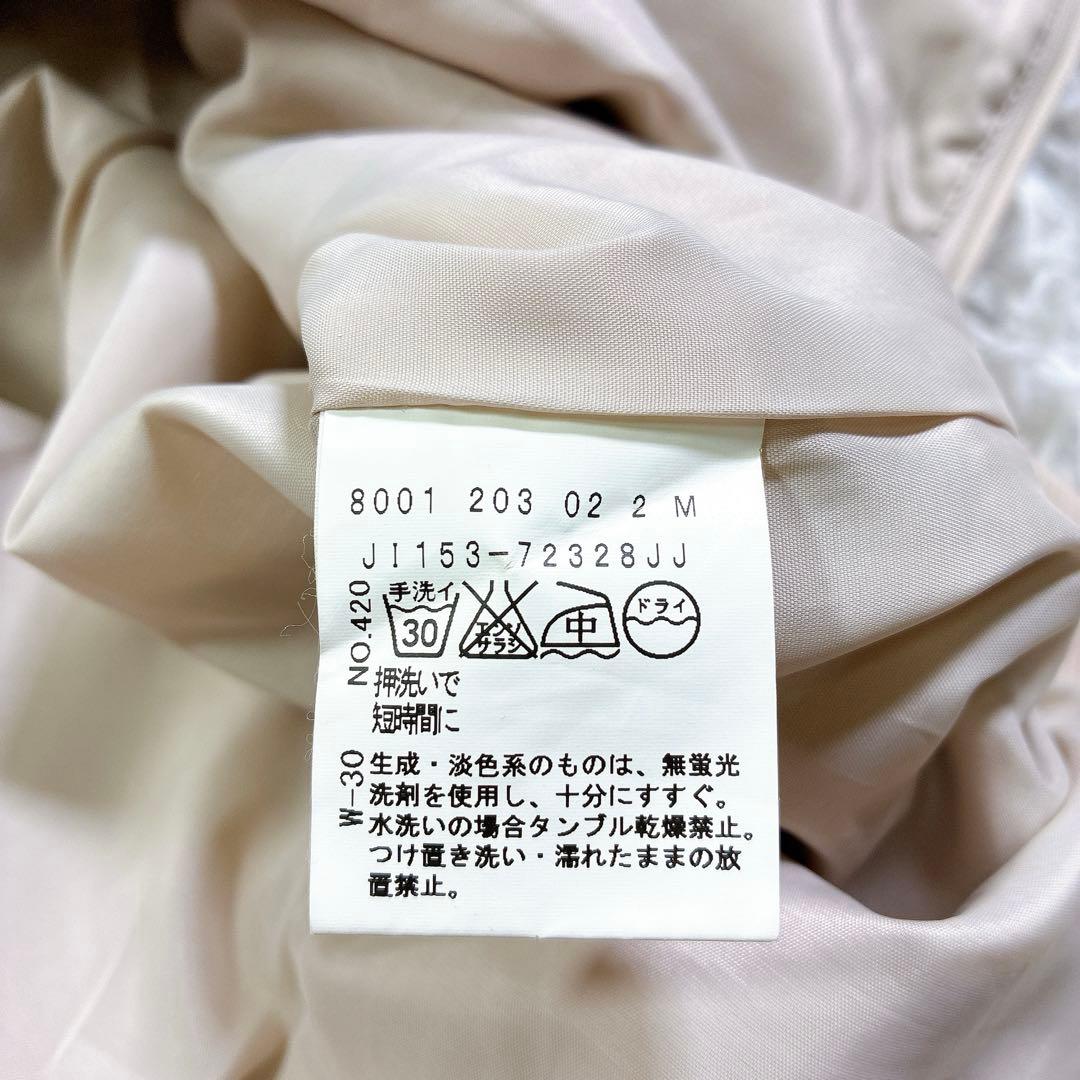 8001 203 02 2 M
JI153-72328JJ
NO.420
手洗イ
30
エンソ
サラシ
中
ドライ
押洗いで
短時間に
W-30
生成・淡色系のものは、無蛍光
洗剤を使用し、十分にすすぐ。
水洗いの場合タンブル乾燥禁止。
つけ置き洗い・濡れたままの放
置禁止。